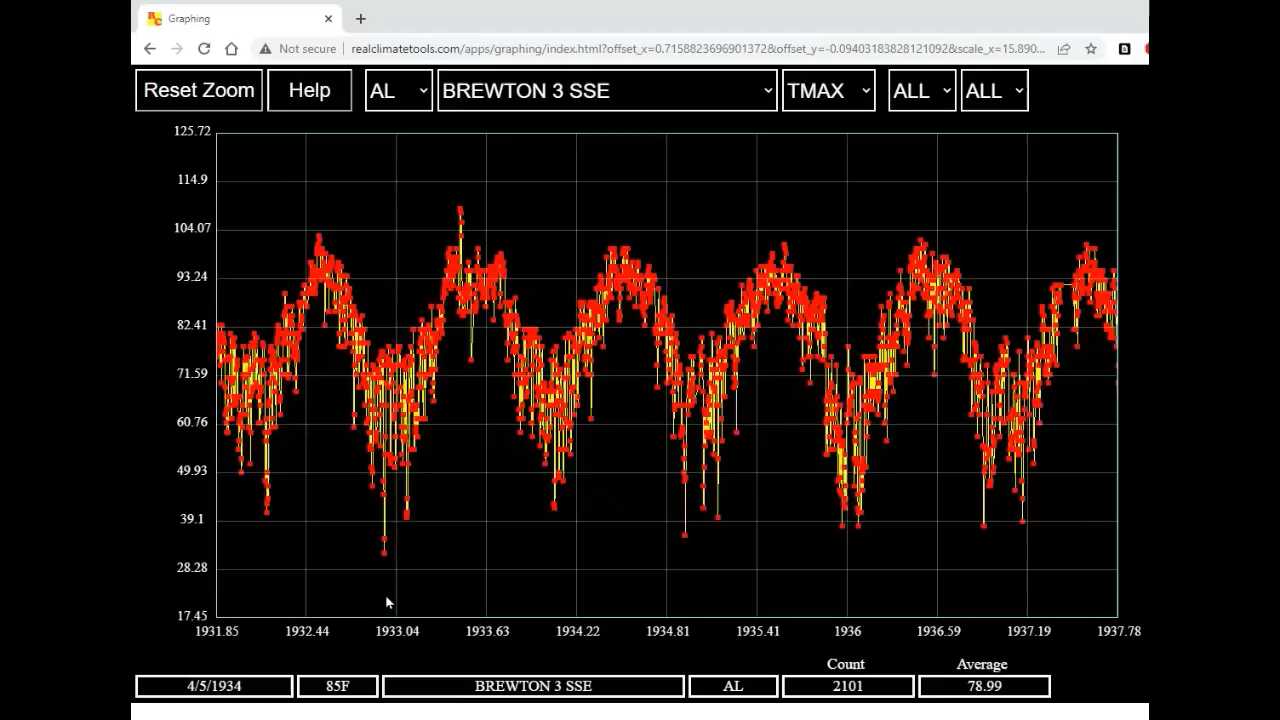 Graphing
Not secure realclimatetools.com/apps/graphing/index.html?offset_x=0.7158823696901372&offset_y=-0.09403183820121092&scale_x=15.890...
Reset Zoom Help AL BREWTON 3 SSE TMAX ALL ALL
125.72
114.9
104.07
93.24
82.41
71.59
60.76
49.93
39.1
28.28
17.45
1931.85 1932.44 1933.04 1933.63 1934.22 1934.81 1935.41 1936 1936.59 1937.19 1937.78
Count Average
4/5/1934 85F BREWTON 3 SSE AL 2101 78.99